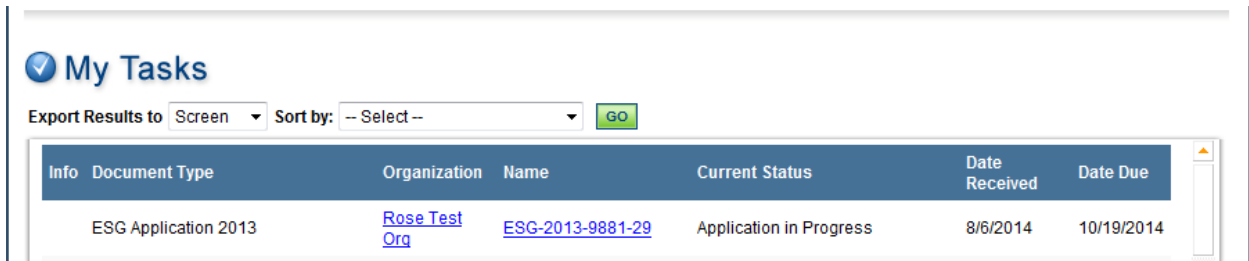 My Tasks
Export Results to Screen Sort by: -- Select -- GO
Info Document Type Organization Name Current Status Date Received Date Due
ESG Application 2013 Rose Test Org ESG-2013-9881-29 Application in Progress 8/6/2014 10/19/2014